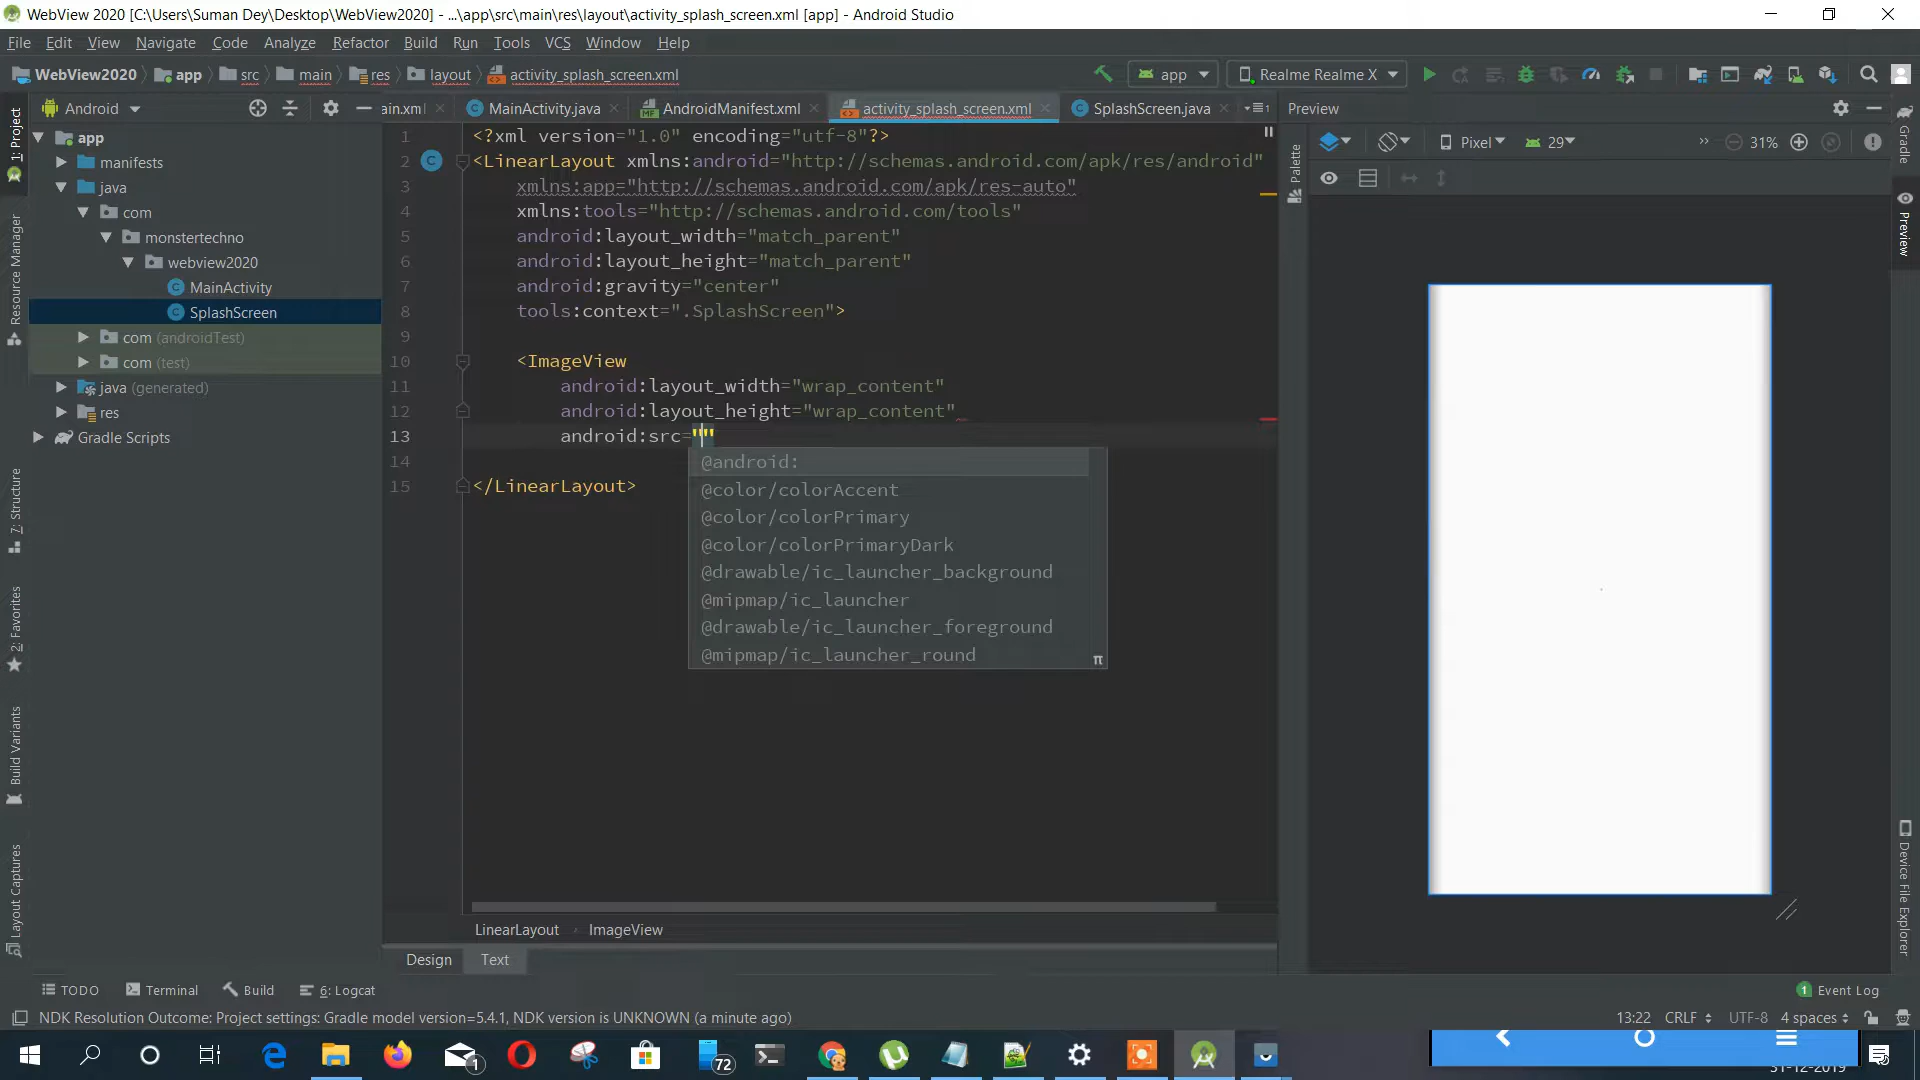 WebView 2020 [C:\Users\Suman Dey\Desktop\WebView2020] - ...\app\src\main\res\layout\activity_splash_screen.xml [app] - Android Studio
File Edit View Navigate Code Analyze Refactor Build Run Tools VCS Window Help
WebView2020 app src main res layout activity_splash_screen.xml app Realme Realme X
Android ain.xml MainActivity.java AndroidManifest.xml activity_splash_screen.xml SplashScreen.java Preview
1: Project
Resource Manager
7: Structure
2: Favorites
Build Variants
Layout Captures
app
manifests
java
com
monstertechno
webview2020
MainActivity
SplashScreen
com (androidTest)
com (test)
java (generated)
res
Gradle Scripts
1 <?xml version="1.0" encoding="utf-8"?>
2 <LinearLayout xmlns:android="http://schemas.android.com/apk/res/android"
3 xmlns:app="http://schemas.android.com/apk/res-auto"
4 xmlns:tools="http://schemas.android.com/tools"
5 android:layout_width="match_parent"
6 android:layout_height="match_parent"
7 android:gravity="center"
8 tools:context=".SplashScreen">
9
10 <ImageView
11 android:layout_width="wrap_content"
12 android:layout_height="wrap_content"
13 android:src=""
14
15 </LinearLayout>
@android:
@color/colorAccent
@color/colorPrimary
@color/colorPrimaryDark
@drawable/ic_launcher_background
@mipmap/ic_launcher
@drawable/ic_launcher_foreground
@mipmap/ic_launcher_round
π
LinearLayout ImageView
Design Text
Palette
Pixel 29 31%
Gradle
Preview
Device File Explorer
TODO Terminal Build 6: Logcat 1 Event Log
NDK Resolution Outcome: Project settings: Gradle model version=5.4.1, NDK version is UNKNOWN (a minute ago) 13:22 CRLF UTF-8 4 spaces
1 72
31-12-2019